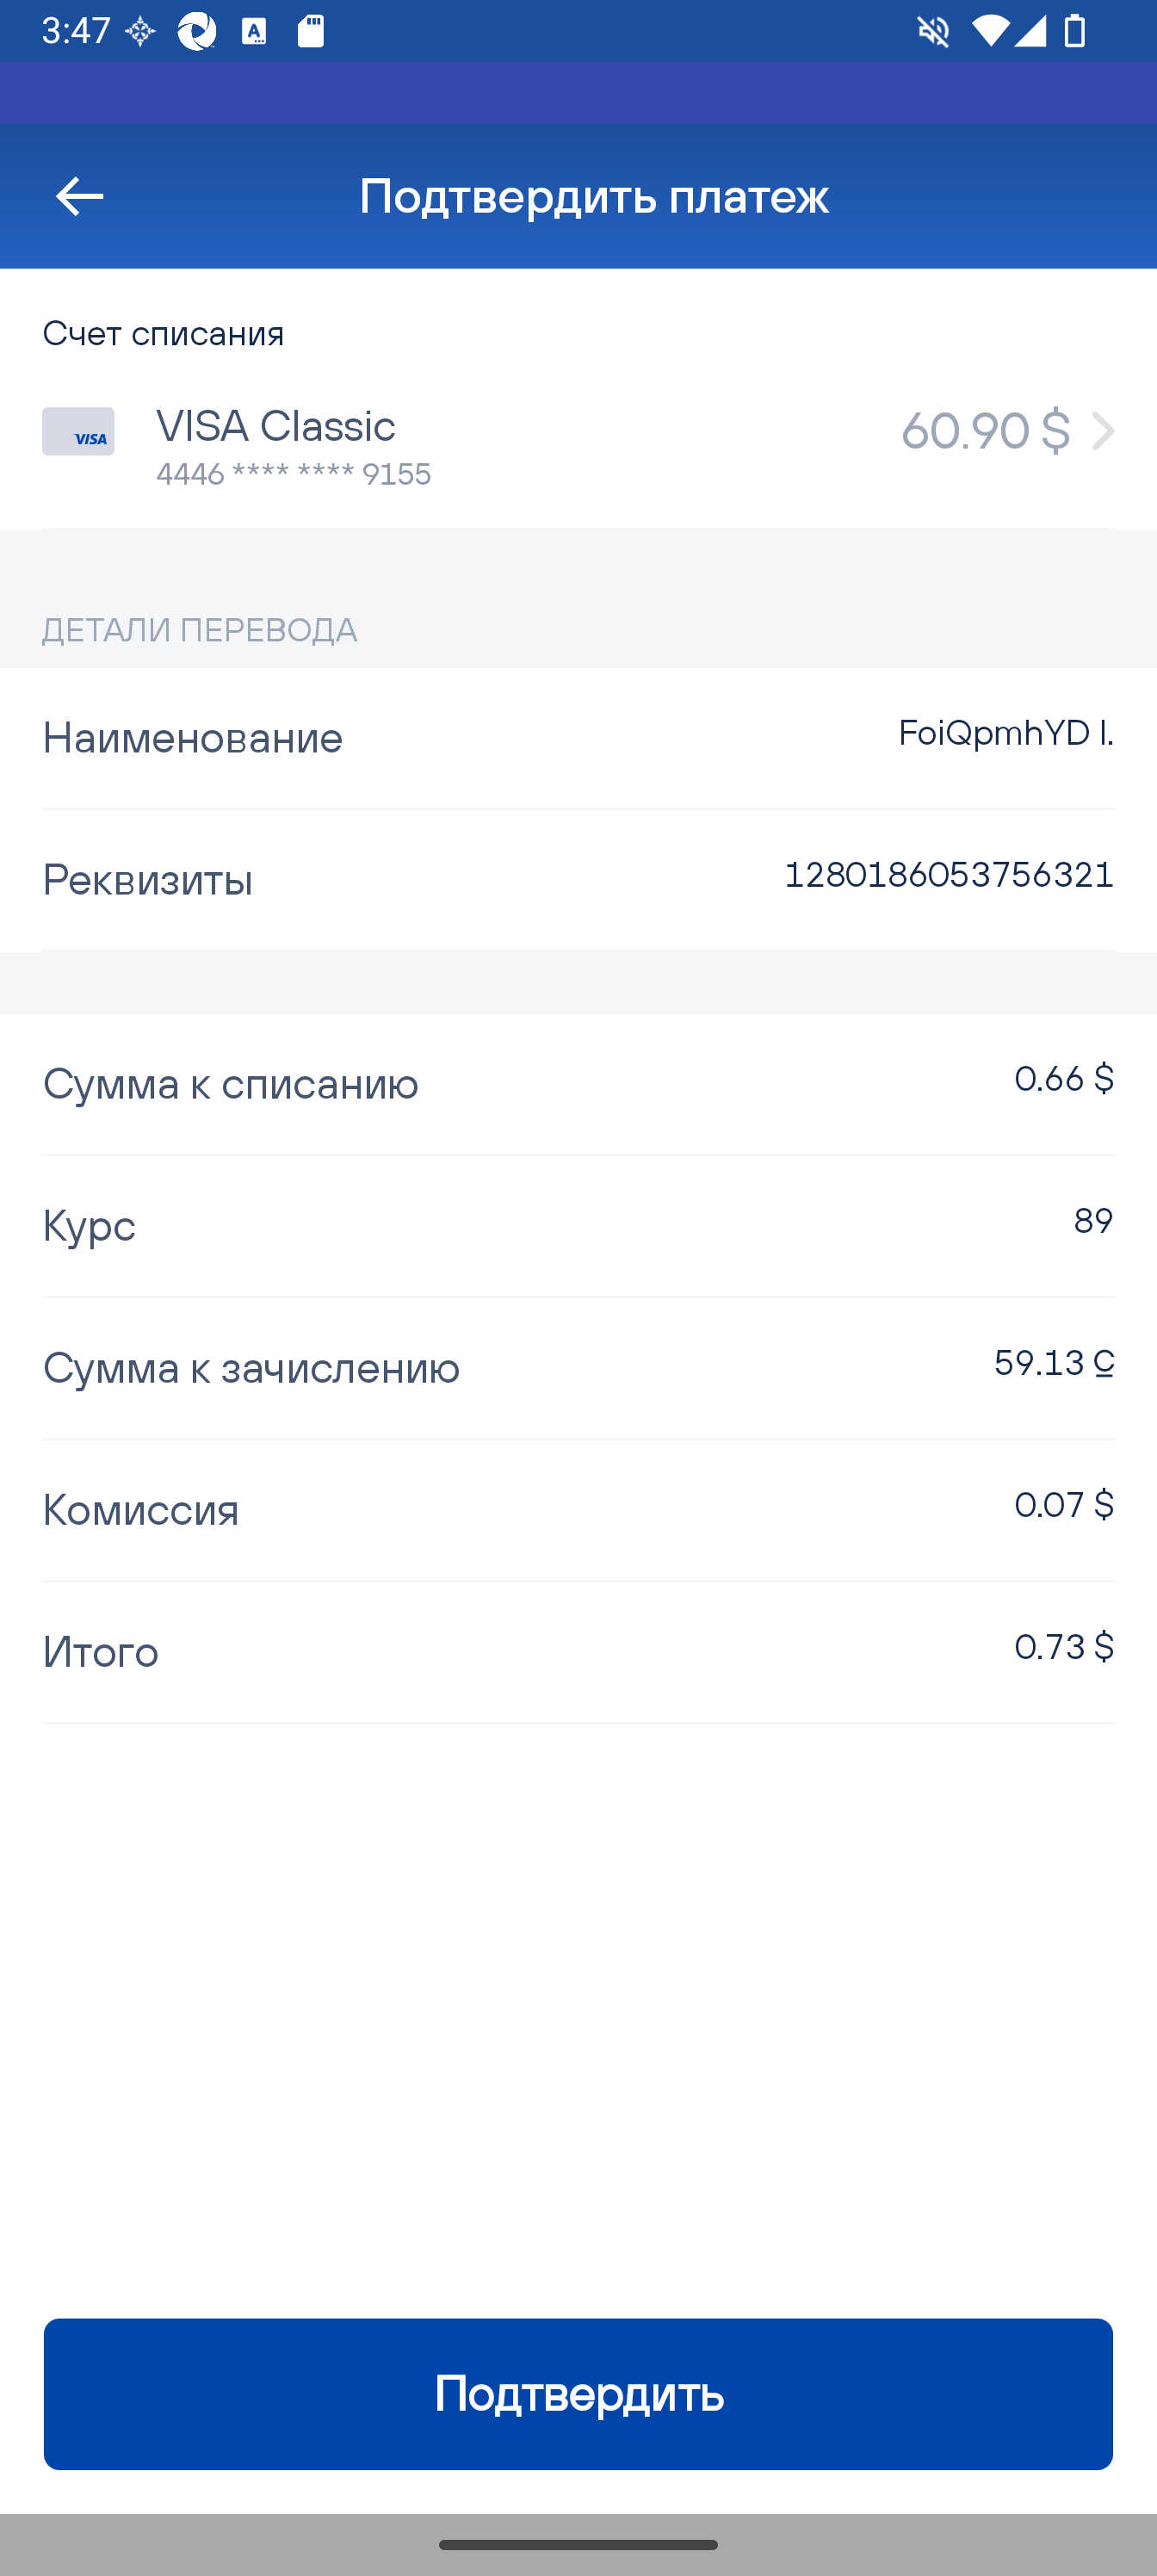 3:47
Подтвердить платеж
Счет списания
VISA
VISA Classic
60.90 $
4446 **** **** 9155
ДЕТАЛИ ПЕРЕВОДА
Наименование
FoiQpmhYD I.
Реквизиты
1280186053756321
Сумма к списанию
0.66 $
Курс
89
Сумма к зачислению
59.13 С
Комиссия
0.07 $
Итого
0.73 $
Подтвердить